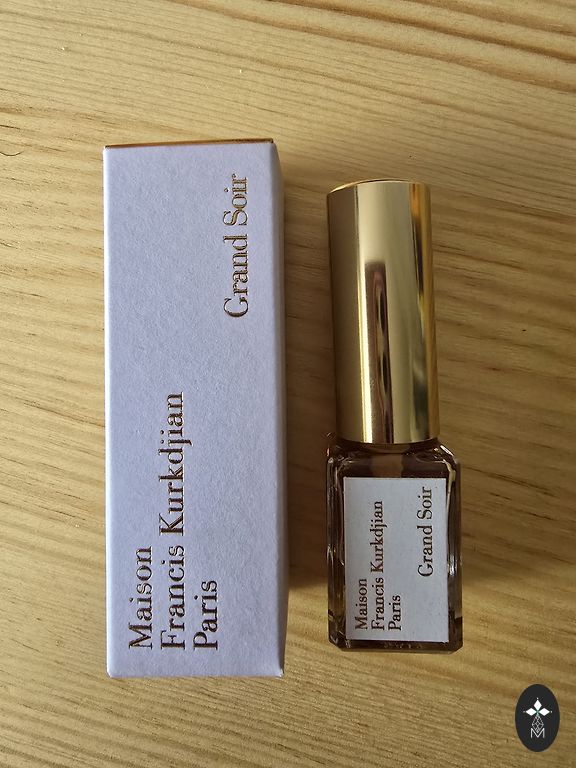 Maison
Francis Kurkdjian
Paris
Grand Soir
Maison
Francis Kurkdjian
Paris
Grand Soir
M